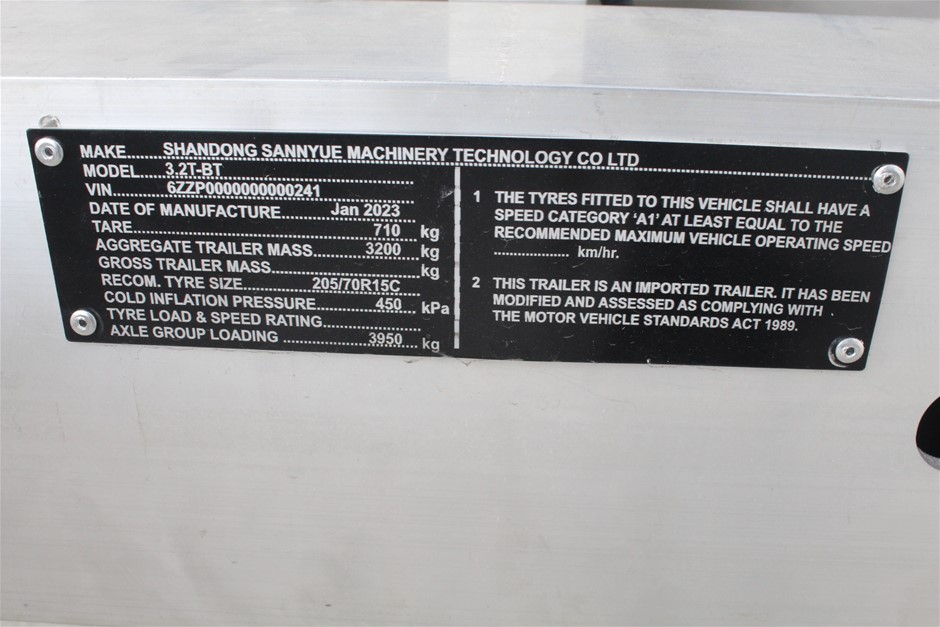 MAKE......SHANDONG SANNYUE MACHINERY TECHNOLOGY CO LTD
MODEL.......3.2T-BT
VIN.............6ZZP0000000000241
DATE OF MANUFACTURE.........Jan 2023
TARE..............................................710 kg
AGGREGATE TRAILER MASS.........3200 kg
GROSS TRAILER MASS......................... kg
RECOM. TYRE SIZE............205/70R15C
COLD INFLATION PRESSURE.........450 kPa
TYRE LOAD & SPEED RATING.................
AXLE GROUP LOADING ................3950 kg
1 THE TYRES FITTED TO THIS VEHICLE SHALL HAVE A
SPEED CATEGORY ‘A1’ AT LEAST EQUAL TO THE
RECOMMENDED MAXIMUM VEHICLE OPERATING SPEED
................... km/hr.
2 THIS TRAILER IS AN IMPORTED TRAILER. IT HAS BEEN
MODIFIED AND ASSESSED AS COMPLYING WITH
THE MOTOR VEHICLE STANDARDS ACT 1989.